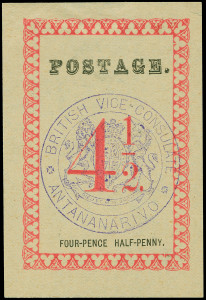 POSTAGE.
BRITISH VICE-CONSULATE
4½
ANTANANARIVO
FOUR-PENCE HALF-PENNY.